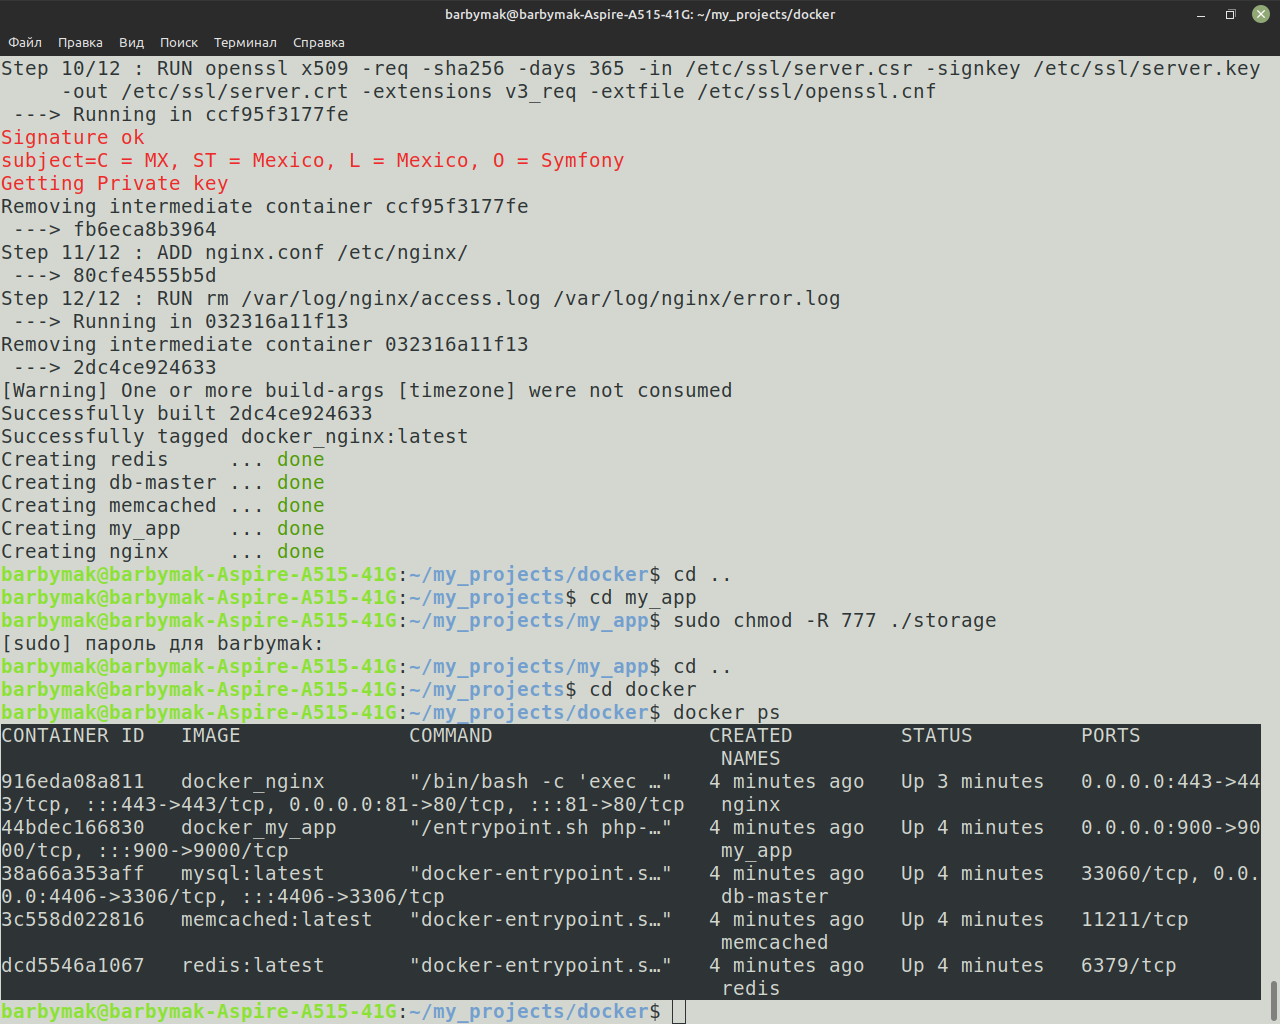 barbymak@barbymak-Aspire-A515-41G: ~/my_projects/docker
Файл Правка Вид Поиск Терминал Справка
Step 10/12 : RUN openssl x509 -req -sha256 -days 365 -in /etc/ssl/server.csr -signkey /etc/ssl/server.key
     -out /etc/ssl/server.crt -extensions v3_req -extfile /etc/ssl/openssl.cnf
 ---> Running in ccf95f3177fe
Signature ok
subject=C = MX, ST = Mexico, L = Mexico, O = Symfony
Getting Private key
Removing intermediate container ccf95f3177fe
 ---> fb6eca8b3964
Step 11/12 : ADD nginx.conf /etc/nginx/
 ---> 80cfe4555b5d
Step 12/12 : RUN rm /var/log/nginx/access.log /var/log/nginx/error.log
 ---> Running in 032316a11f13
Removing intermediate container 032316a11f13
 ---> 2dc4ce924633
[Warning] One or more build-args [timezone] were not consumed
Successfully built 2dc4ce924633
Successfully tagged docker_nginx:latest
Creating redis     ... done
Creating db-master ... done
Creating memcached ... done
Creating my_app    ... done
Creating nginx     ... done
barbymak@barbymak-Aspire-A515-41G:~/my_projects/docker$ cd ..
barbymak@barbymak-Aspire-A515-41G:~/my_projects$ cd my_app
barbymak@barbymak-Aspire-A515-41G:~/my_projects/my_app$ sudo chmod -R 777 ./storage
[sudo] пароль для barbymak:
barbymak@barbymak-Aspire-A515-41G:~/my_projects/my_app$ cd ..
barbymak@barbymak-Aspire-A515-41G:~/my_projects$ cd docker
barbymak@barbymak-Aspire-A515-41G:~/my_projects/docker$ docker ps
CONTAINER ID   IMAGE              COMMAND                  CREATED         STATUS         PORTS
                                                            NAMES
916eda08a811   docker_nginx       "/bin/bash -c 'exec …"   4 minutes ago   Up 3 minutes   0.0.0.0:443->44
3/tcp, :::443->443/tcp, 0.0.0.0:81->80/tcp, :::81->80/tcp   nginx
44bdec166830   docker_my_app      "/entrypoint.sh php-…"   4 minutes ago   Up 4 minutes   0.0.0.0:900->90
00/tcp, :::900->9000/tcp                                    my_app
38a66a353aff   mysql:latest       "docker-entrypoint.s…"   4 minutes ago   Up 4 minutes   33060/tcp, 0.0.
0.0:4406->3306/tcp, :::4406->3306/tcp                       db-master
3c558d022816   memcached:latest   "docker-entrypoint.s…"   4 minutes ago   Up 4 minutes   11211/tcp
                                                            memcached
dcd5546a1067   redis:latest       "docker-entrypoint.s…"   4 minutes ago   Up 4 minutes   6379/tcp
                                                            redis
barbymak@barbymak-Aspire-A515-41G:~/my_projects/docker$